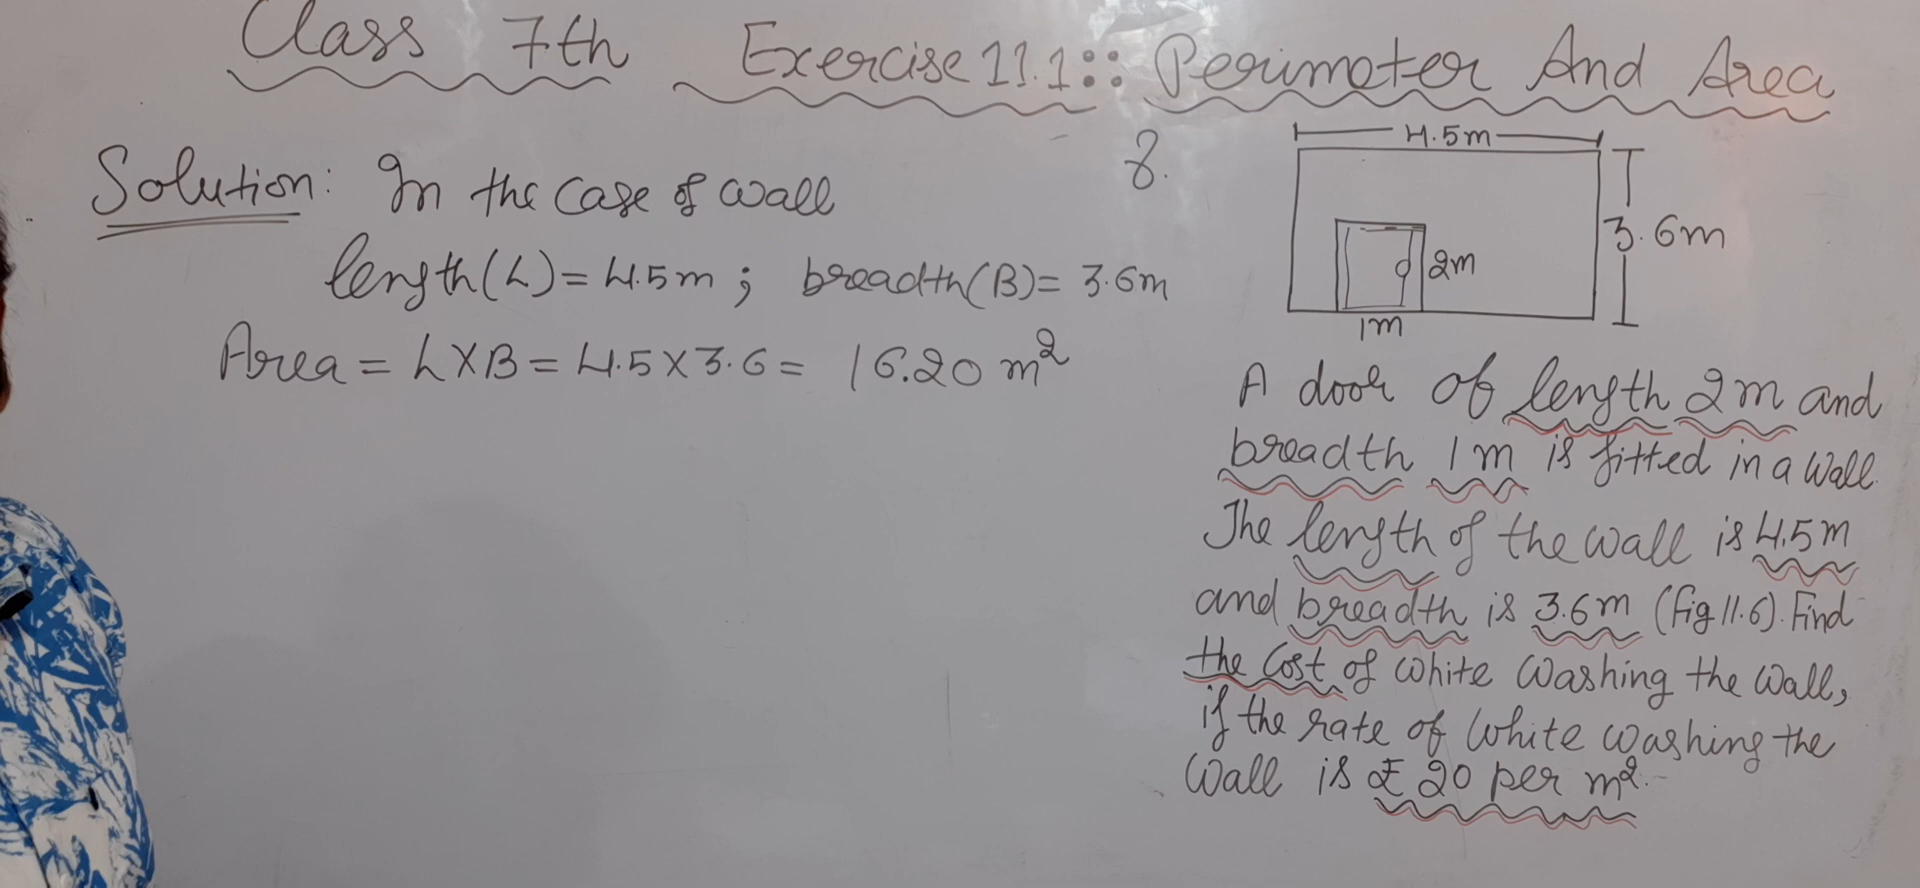 Class 7th Exercise 11.1:: Perimeter And Area
Solution: In the case of wall
length(L)= 4.5m ; breadth(B)= 3.6m
Area = L×B = 4.5×3.6 = 16.20 m²
8.
4.5m
3.6m
2m
1m
A door of length 2m and
breadth 1m is fitted in a wall.
The length of the wall is 4.5m
and breadth is 3.6m (fig 11.6). Find
the cost of white washing the wall,
if the rate of white washing the
wall is ₹ 20 per m².